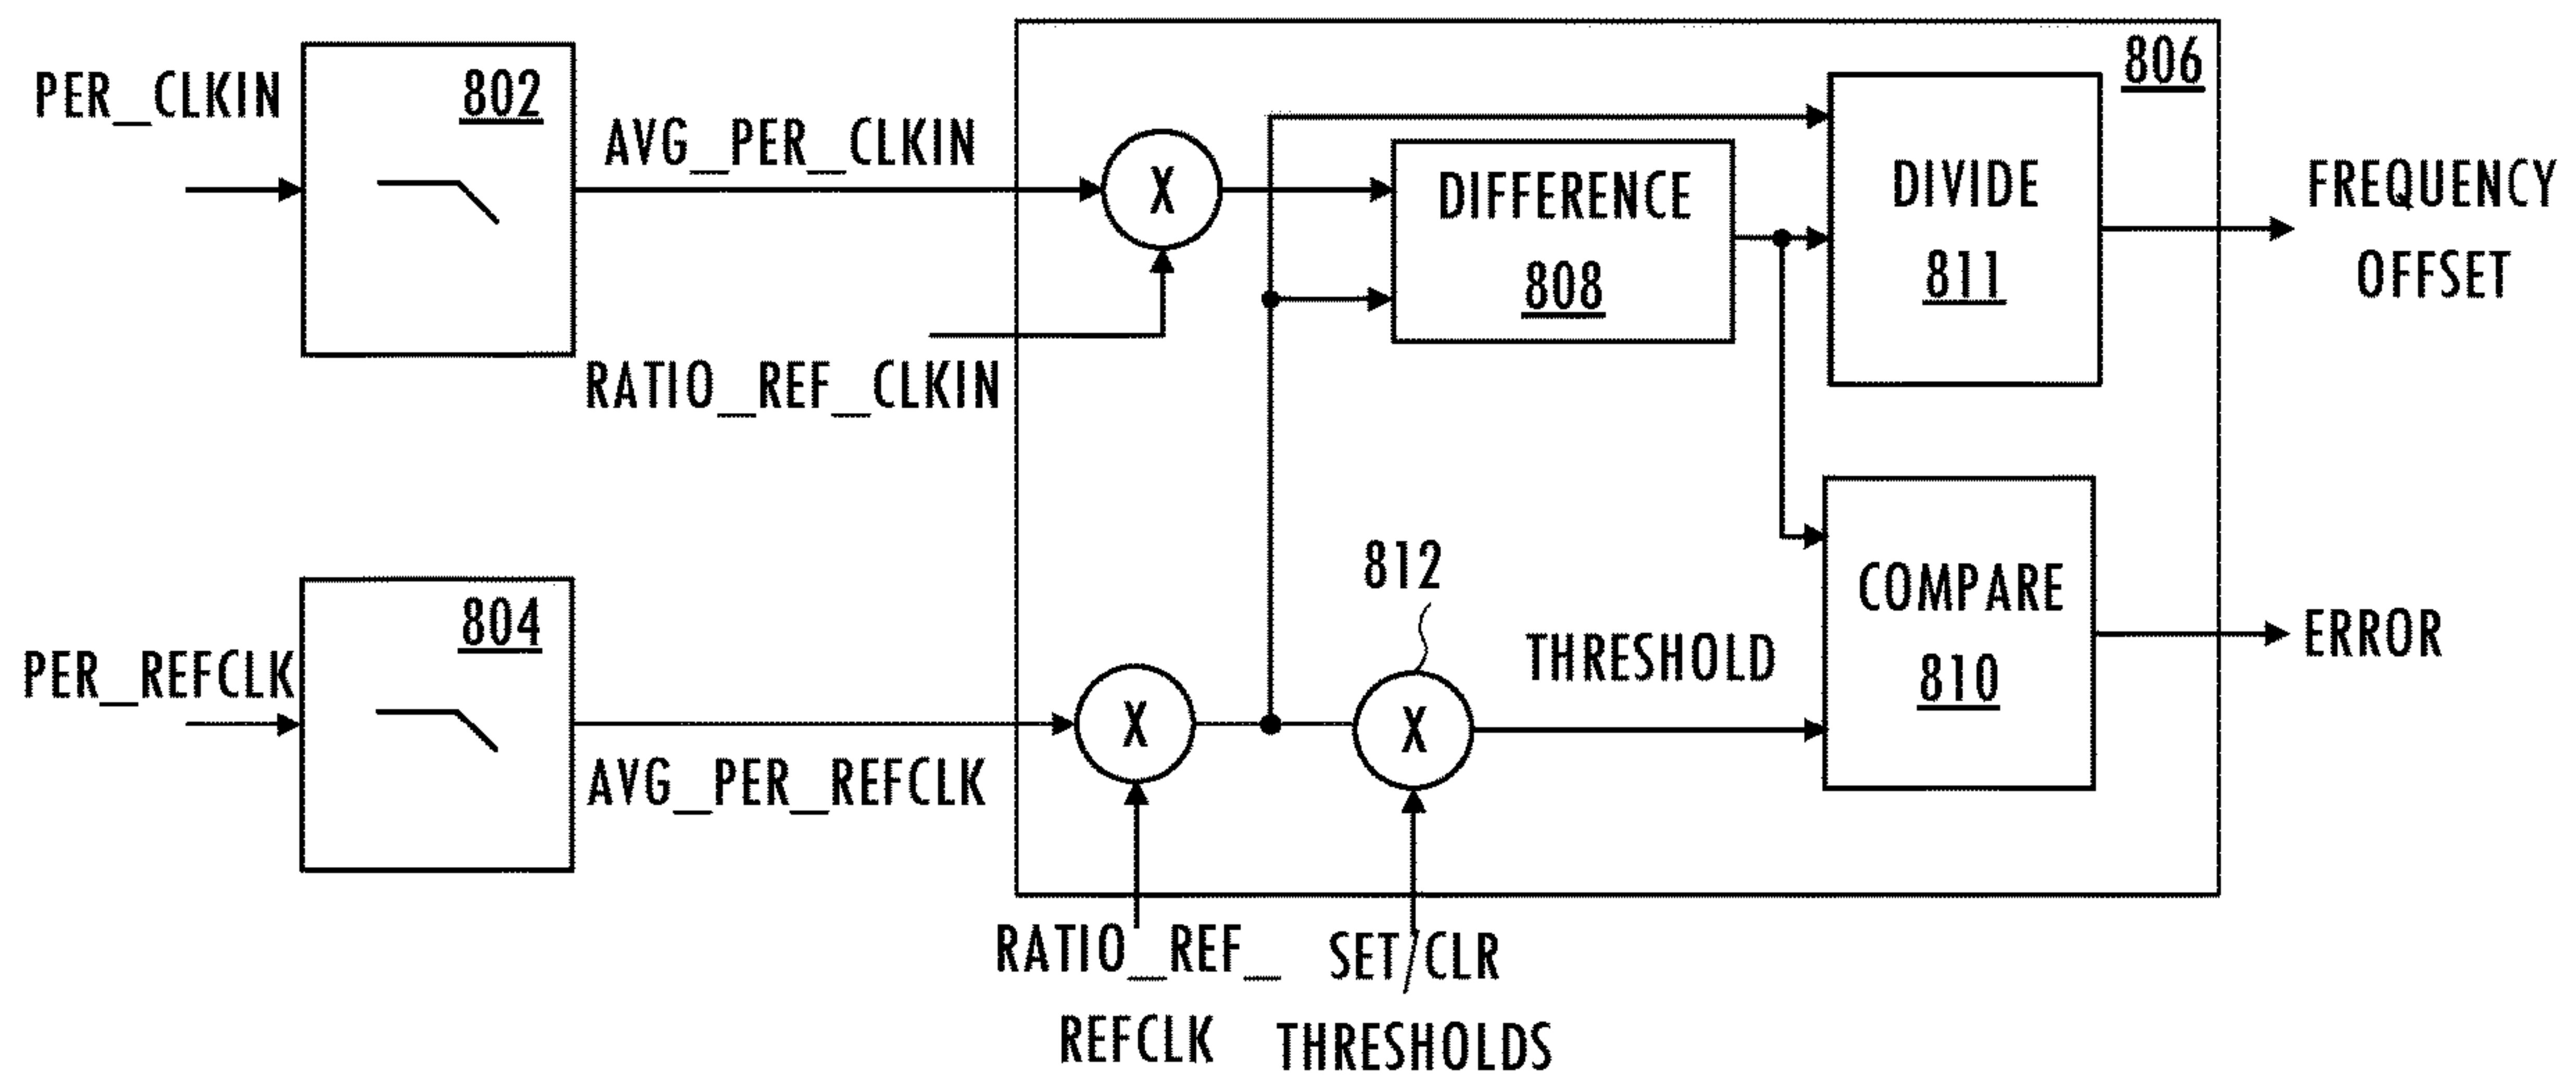 806
PER_CLKIN
802
AVG_PER_CLKIN
X
DIFFERENCE
808
DIVIDE
811
FREQUENCY
OFFSET
RATIO_REF_CLKIN
812
COMPARE
810
THRESHOLD
ERROR
PER_REFCLK
804
AVG_PER_REFCLK
X
X
RATIO_REF_
REFCLK
SET/CLR
THRESHOLDS